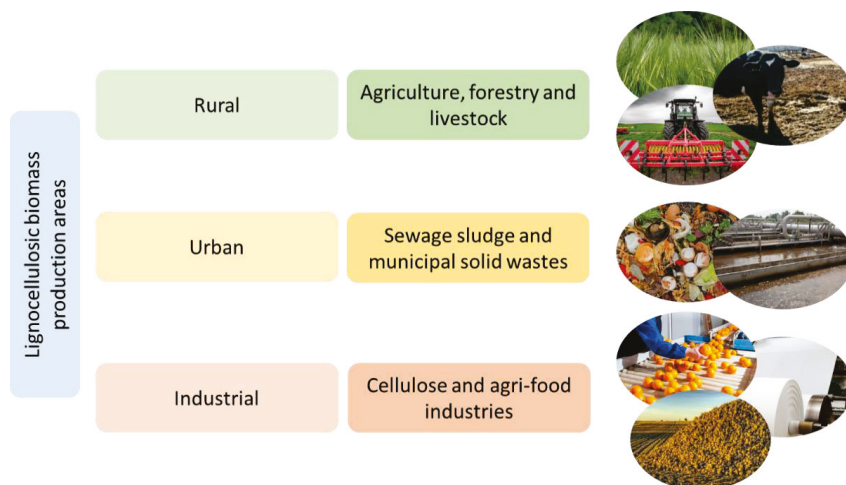 Lignocellulosic biomass
production areas
Rural
Agriculture, forestry and
livestock
Urban
Sewage sludge and
municipal solid wastes
Industrial
Cellulose and agri-food
industries